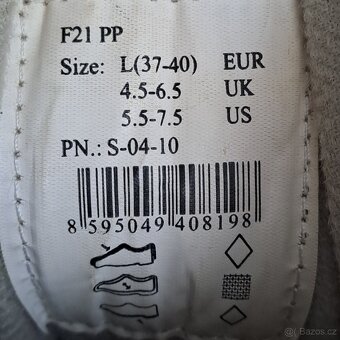 F21 PP
Size: L(37-40) EUR
4.5-6.5 UK
5.5-7.5 US
PN.: S-04-10
8 595049 408198
Bazos.cz